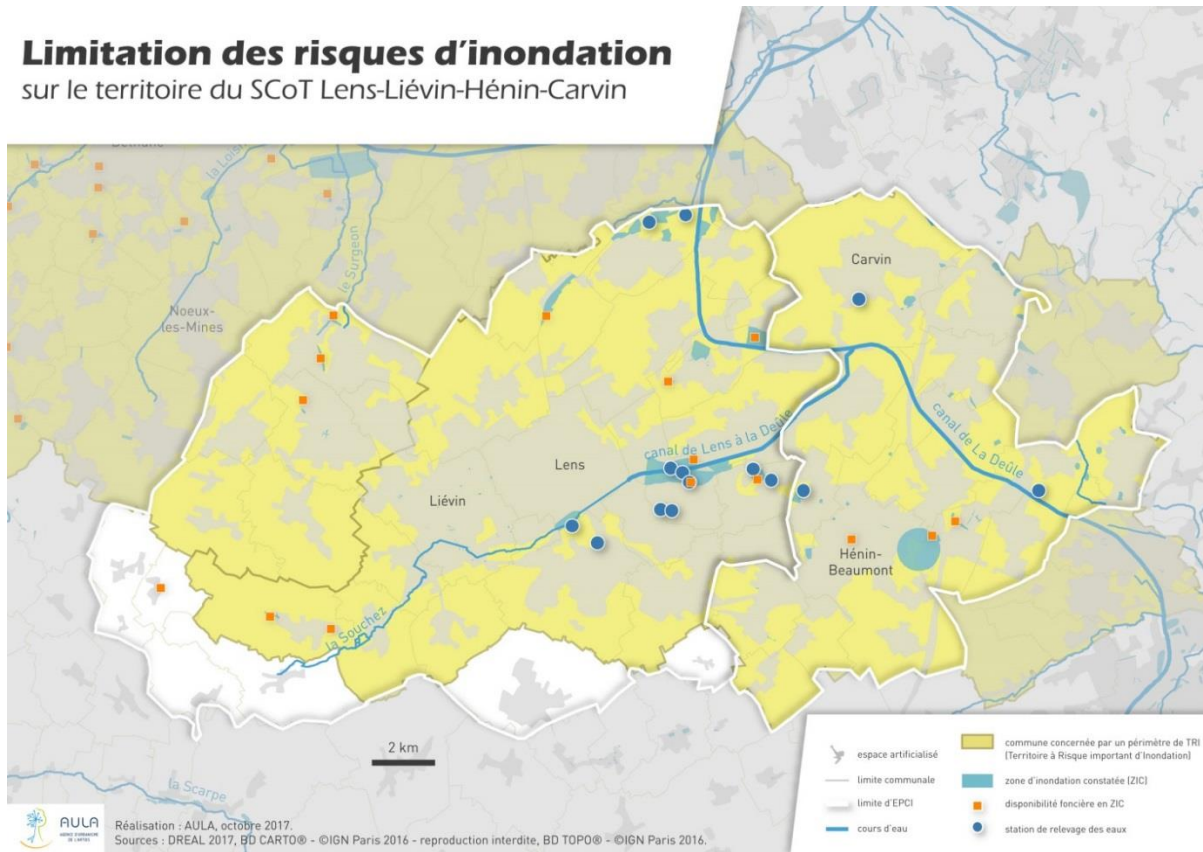 Limitation des risques d'inondation
sur le territoire du SCoT Lens-Liévin-Hénin-Carvin
la Loisne
le Surgeon
Noeux-
les-Mines
Carvin
canal de Lens à la Deûle
canal de La Deûle
Lens
Liévin
Hénin-
Beaumont
la Souchez
2 km
la Scarpe
espace artificialisé
limite communale
limite d'EPCI
cours d'eau
commune concernée par un périmètre de TRI
(Territoire à Risque important d'Inondation)
zone d'inondation constatée (ZIC)
disponibilité foncière en ZIC
station de relevage des eaux
AULA
AGENCE D'URBANISME
DE L'ARTOIS
Réalisation : AULA, octobre 2017.
Sources : DREAL 2017, BD CARTO® - ©IGN Paris 2016 - reproduction interdite, BD TOPO® - ©IGN Paris 2016.